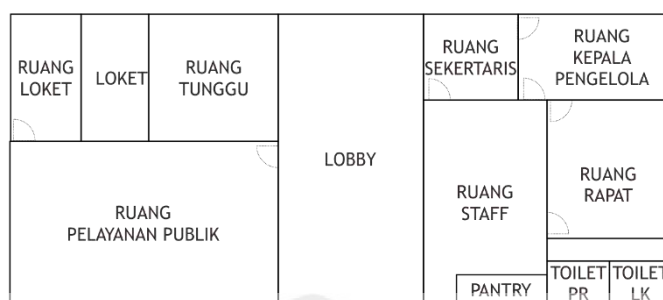 RUANG
LOKET
LOKET
RUANG
TUNGGU
LOBBY
RUANG
SEKERTARIS
RUANG
KEPALA
PENGELOLA
RUANG
PELAYANAN PUBLIK
RUANG
STAFF
RUANG
RAPAT
PANTRY
TOILET
PR
TOILET
LK